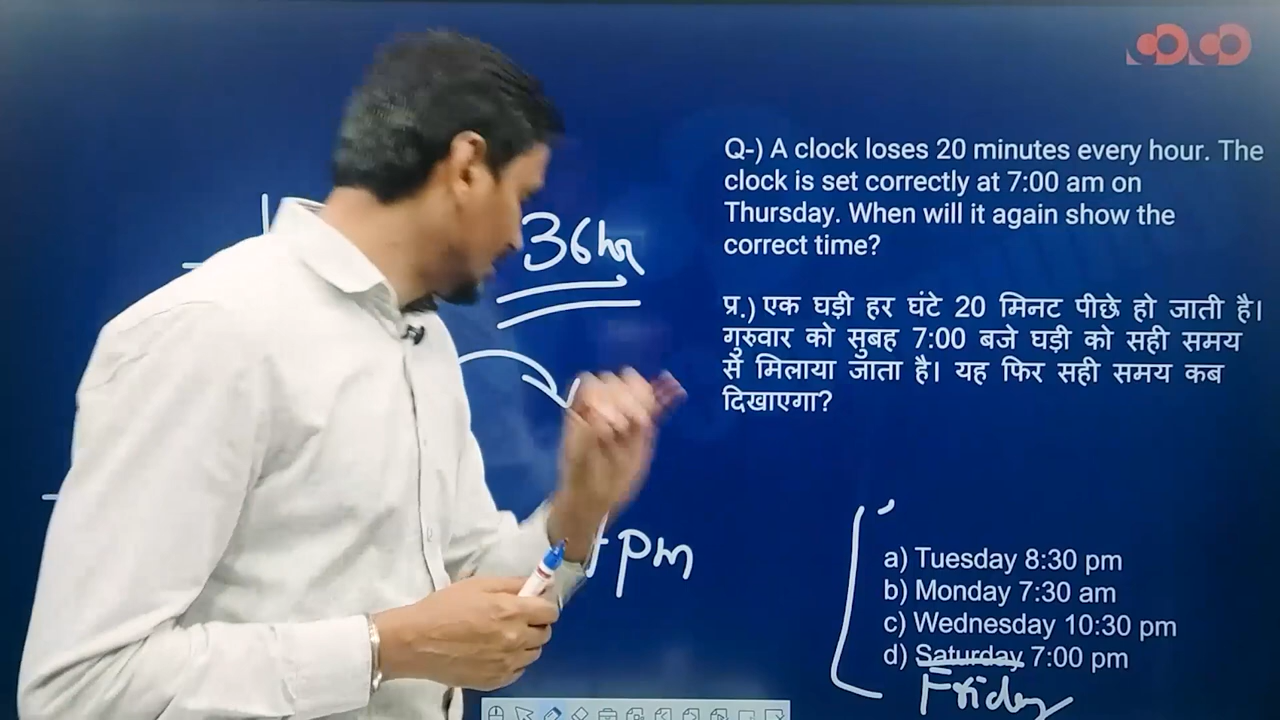 Q-) A clock loses 20 minutes every hour. The
clock is set correctly at 7:00 am on
Thursday. When will it again show the
correct time?
36hr
प्र.) एक घड़ी हर घंटे 20 मिनट पीछे हो जाती है।
गुरुवार को सुबह 7:00 बजे घड़ी को सही समय
से मिलाया जाता है। यह फिर सही समय कब
दिखाएगा?
pm
a) Tuesday 8:30 pm
b) Monday 7:30 am
c) Wednesday 10:30 pm
d) Saturday 7:00 pm
Friday